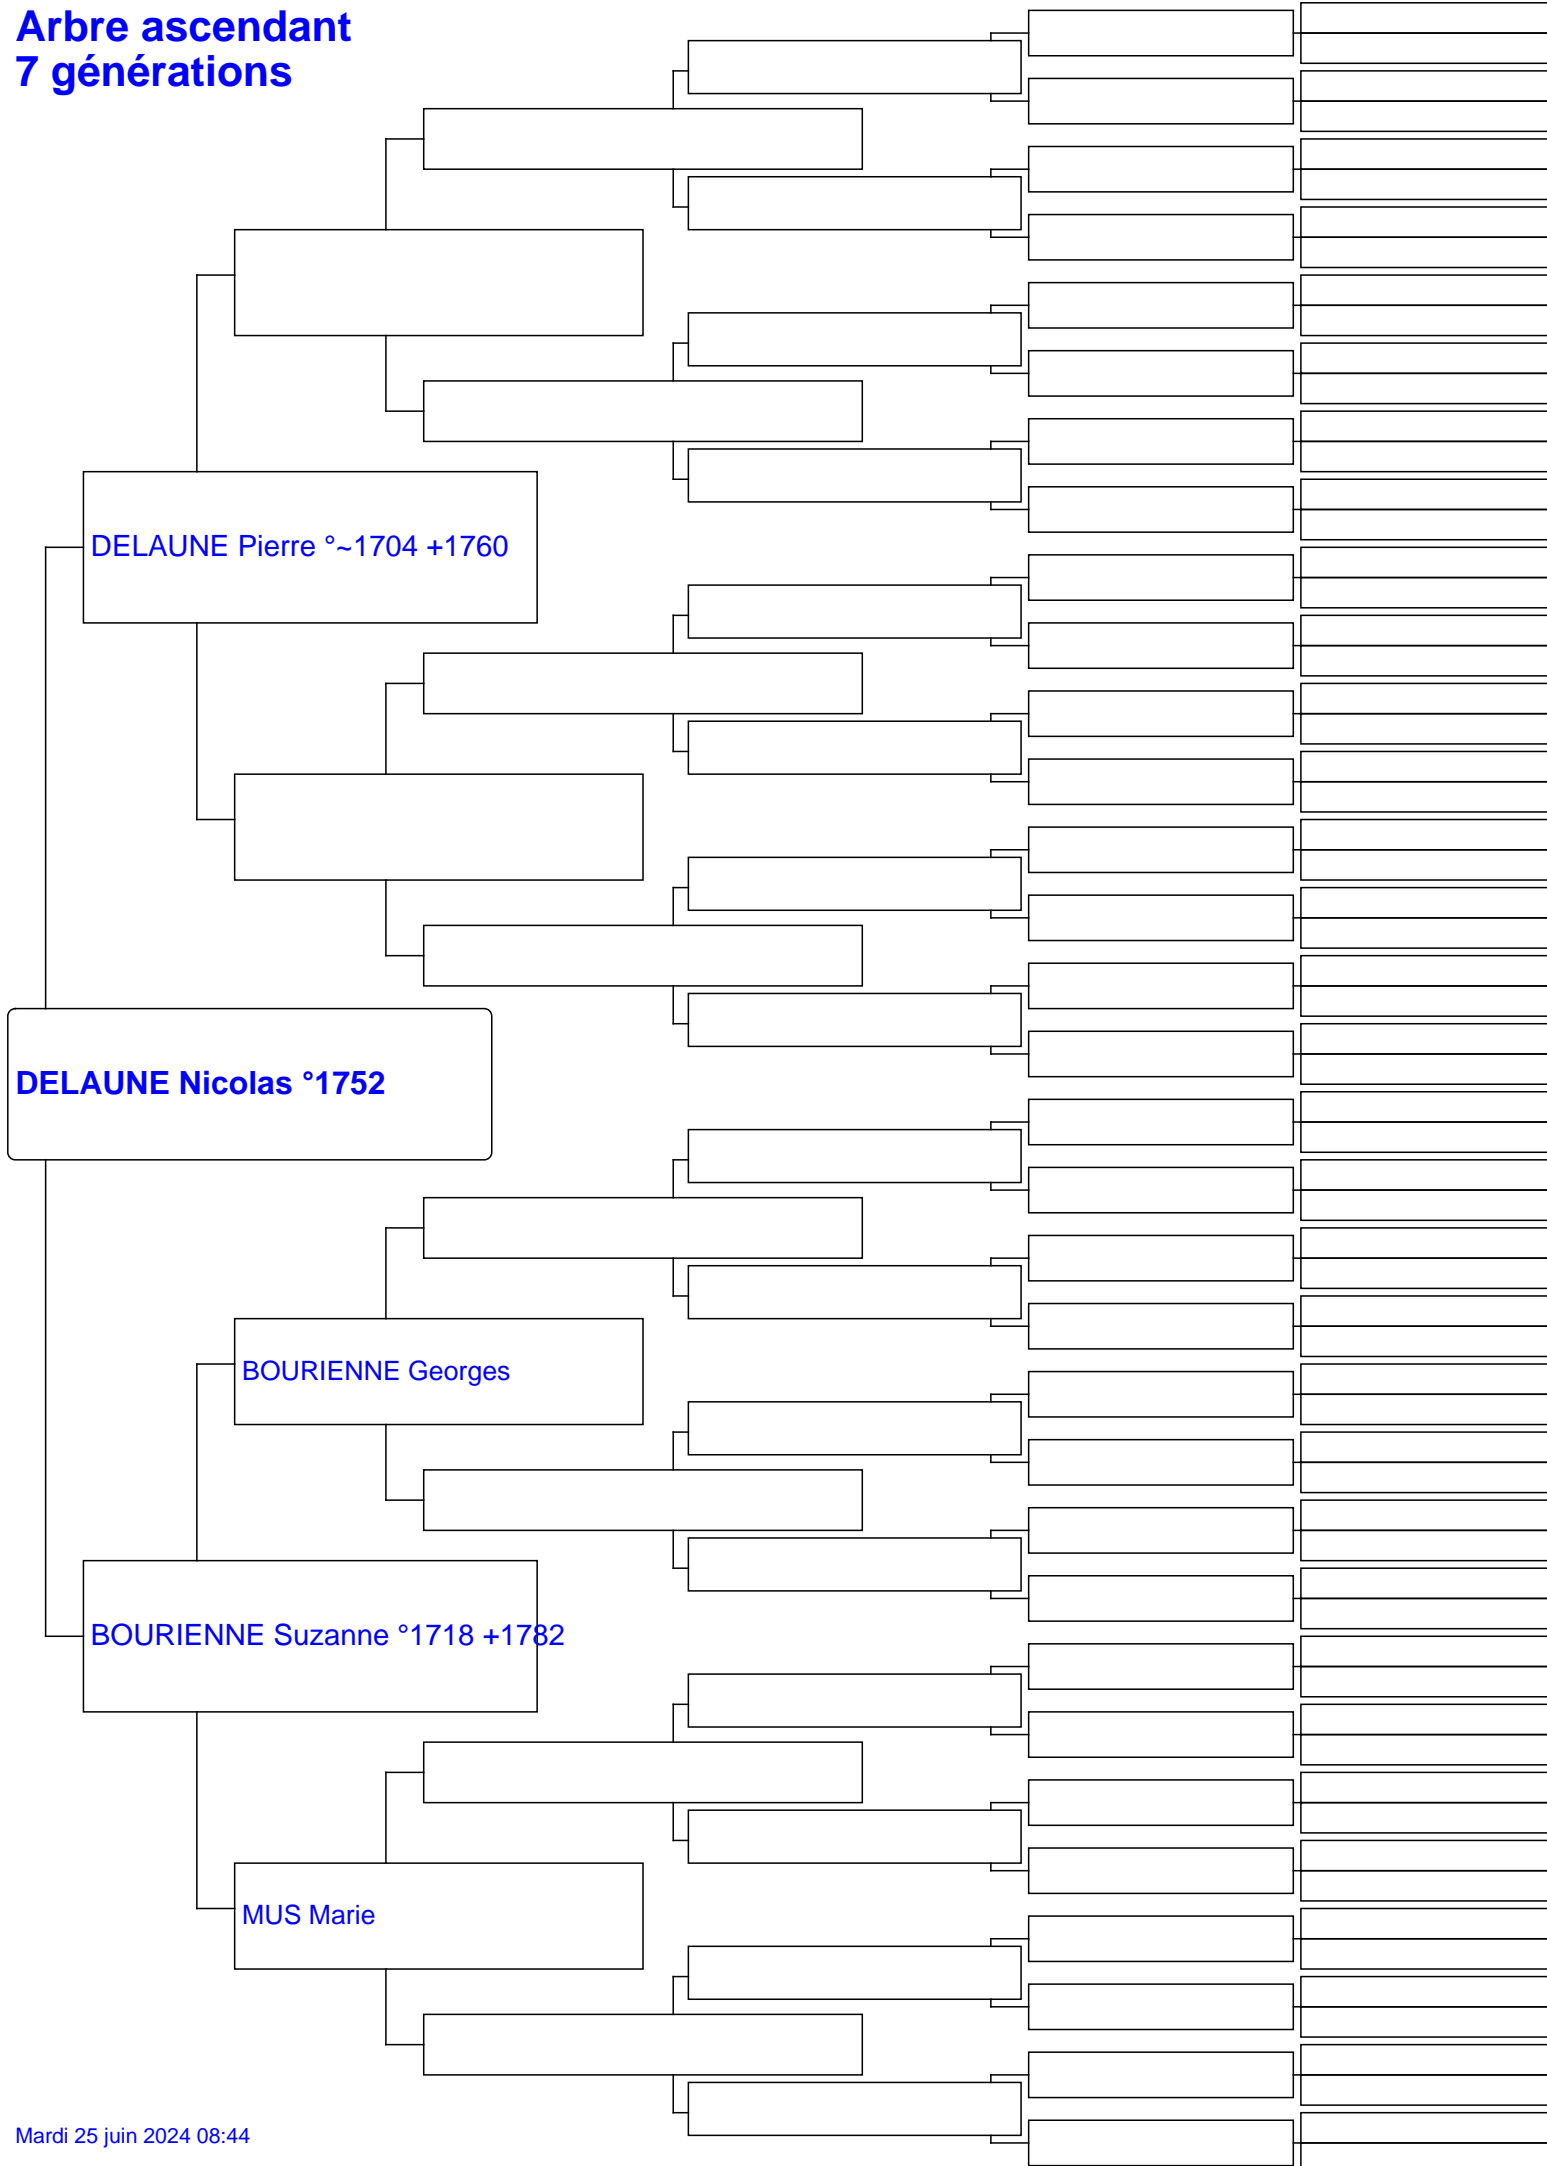 Arbre ascendant
7 générations
DELAUNE Pierre °~1704 +1760
DELAUNE Nicolas °1752
BOURIENNE Georges
BOURIENNE Suzanne °1718 +1782
MUS Marie
Mardi 25 juin 2024 08:44